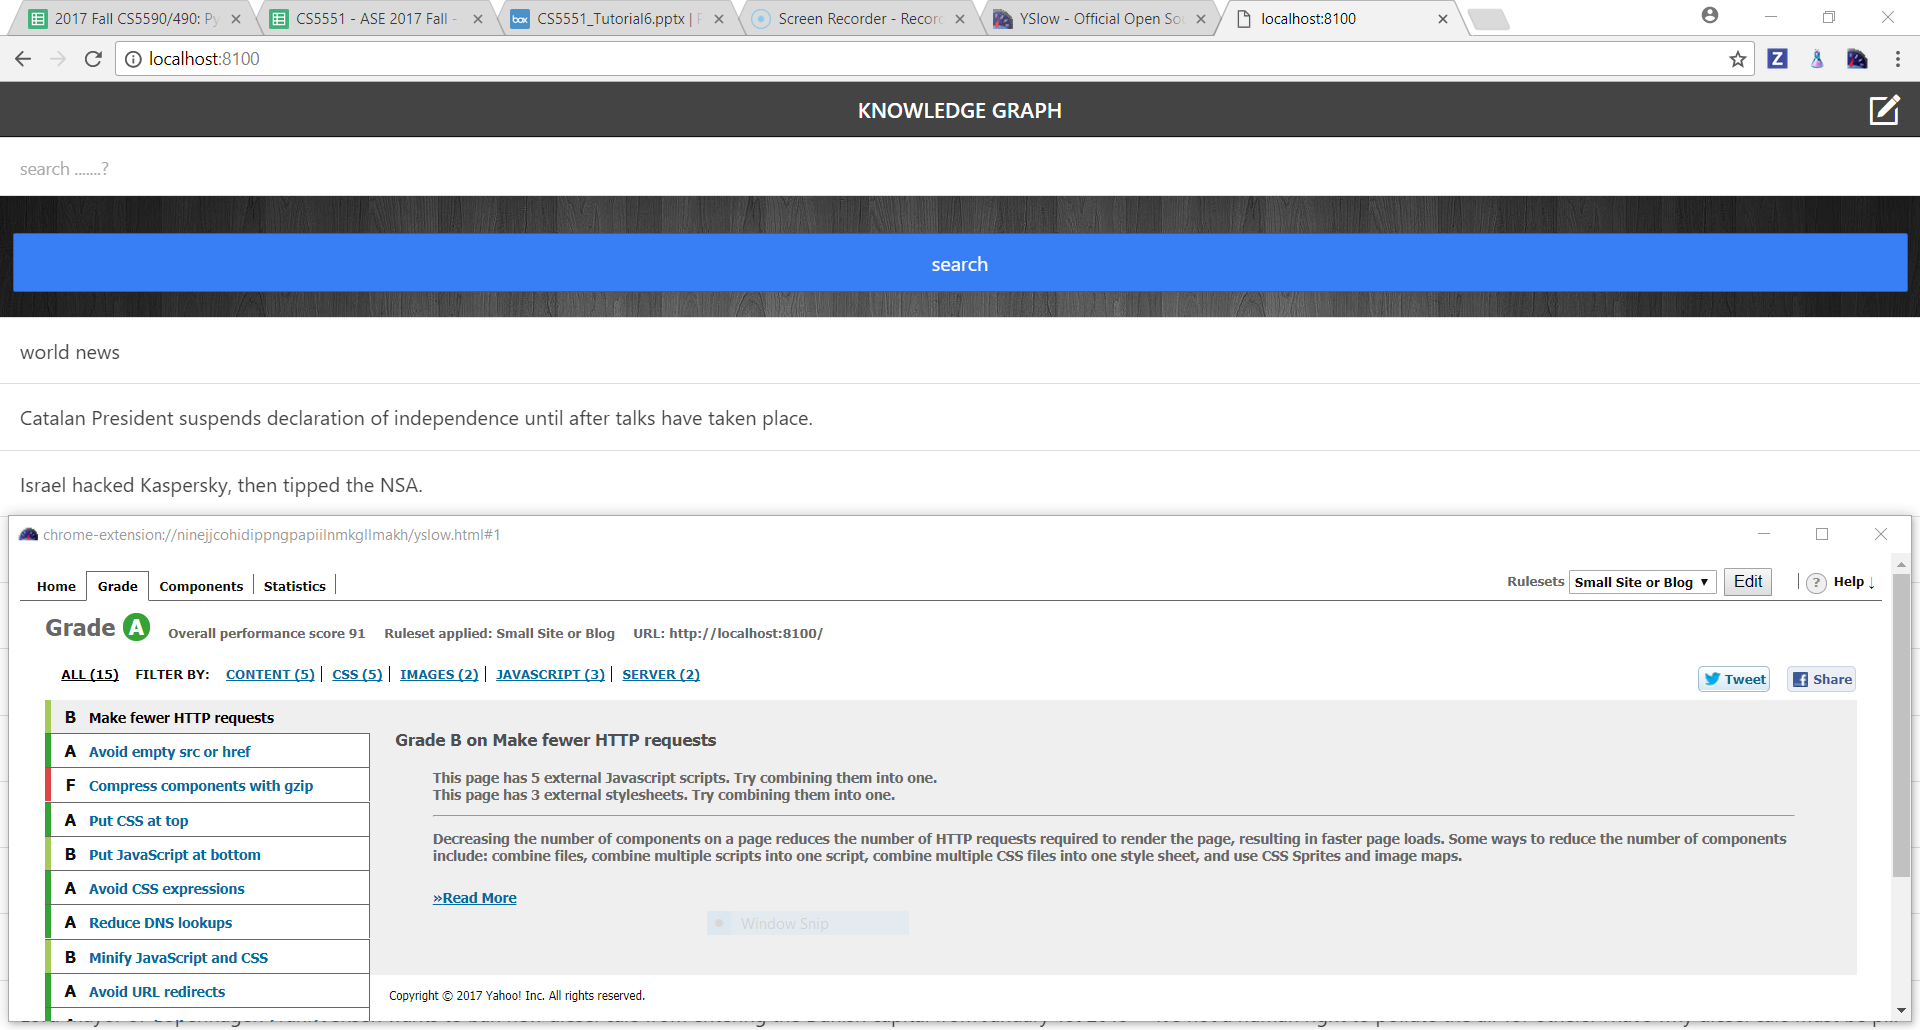 2017 Fall CS5590/490: Py
CS5551 - ASE 2017 Fall -
CS5551_Tutorial6.pptx |
Screen Recorder - Record
YSlow - Official Open Sou
localhost:8100
localhost:8100
KNOWLEDGE GRAPH
search .......?
search
world news
Catalan President suspends declaration of independence until after talks have taken place.
Israel hacked Kaspersky, then tipped the NSA.
chrome-extension://ninejjcohidippngpapiilnmkgllmakh/yslow.html#1
Home Grade Components Statistics
Rulesets Small Site or Blog ▼ Edit ? Help ↓
Grade A Overall performance score 91 Ruleset applied: Small Site or Blog URL: http://localhost:8100/
ALL (15) FILTER BY: CONTENT (5) | CSS (5) | IMAGES (2) | JAVASCRIPT (3) | SERVER (2)
Tweet Share
B Make fewer HTTP requests
A Avoid empty src or href
F Compress components with gzip
A Put CSS at top
B Put JavaScript at bottom
A Avoid CSS expressions
A Reduce DNS lookups
B Minify JavaScript and CSS
A Avoid URL redirects
Grade B on Make fewer HTTP requests
This page has 5 external Javascript scripts. Try combining them into one.
This page has 3 external stylesheets. Try combining them into one.
Decreasing the number of components on a page reduces the number of HTTP requests required to render the page, resulting in faster page loads. Some ways to reduce the number of components
include: combine files, combine multiple scripts into one script, combine multiple CSS files into one style sheet, and use CSS Sprites and image maps.
»Read More
Window Snip
Copyright © 2017 Yahoo! Inc. All rights reserved.